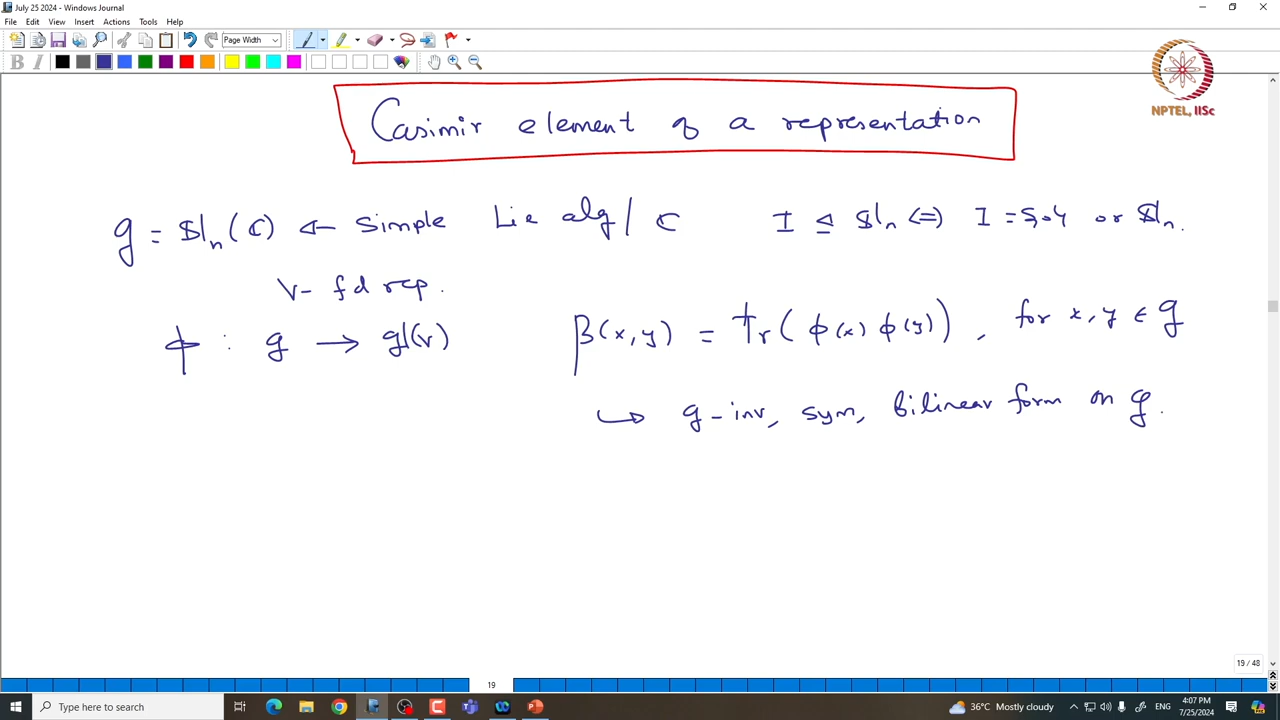 July 25 2024 - Windows Journal
File Edit View Insert Actions Tools Help
Page Width
B I
NPTEL, IISc
Casimir element of a representation
g = sl_n(C) ← simple Lie alg / C I ≤ sl_n ⇔ I = {0} or sl_n.
V - fd rep.
φ : g → gl(V) β(x, y) = Tr(φ(x) φ(y)), for x, y ∈ g
↪ g-inv, sym, bilinear form on g.
19 / 48
19
Type here to search
36°C Mostly cloudy
4:07 PM
7/25/2024